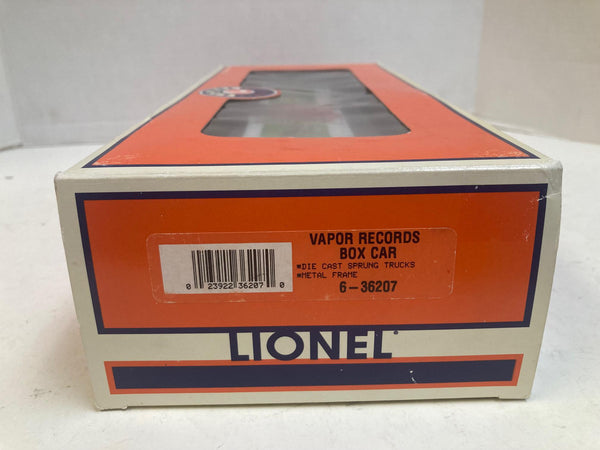 VAPOR RECORDS
BOX CAR
*DIE CAST SPRUNG TRUCKS
*METAL FRAME
6-36207
0 23922 36207 0
LIONEL